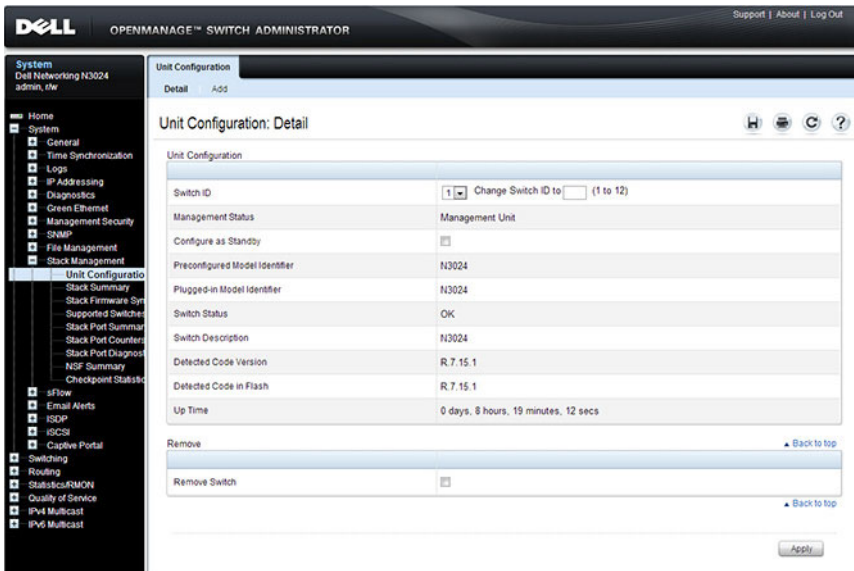 DELL OPENMANAGE™ SWITCH ADMINISTRATOR
Support | About | Log Out
System
Dell Networking N3024
admin, r/w
Home
System
General
Time Synchronization
Logs
IP Addressing
Diagnostics
Green Ethernet
Management Security
SNMP
File Management
Stack Management
Unit Configuratio
Stack Summary
Stack Firmware Syn
Supported Switches
Stack Port Summar
Stack Port Counters
Stack Port Diagnost
NSF Summary
Checkpoint Statistic
sFlow
Email Alerts
ISDP
iSCSI
Captive Portal
Switching
Routing
Statistics/RMON
Quality of Service
IPv4 Multicast
IPv6 Multicast
Unit Configuration
Detail Add
Unit Configuration: Detail
Unit Configuration
Switch ID 1 Change Switch ID to (1 to 12)
Management Status Management Unit
Configure as Standby
Preconfigured Model Identifier N3024
Plugged-in Model Identifier N3024
Switch Status OK
Switch Description N3024
Detected Code Version R.7.15.1
Detected Code in Flash R.7.15.1
Up Time 0 days, 8 hours, 19 minutes, 12 secs
Remove Back to top
Remove Switch
Back to top
Apply